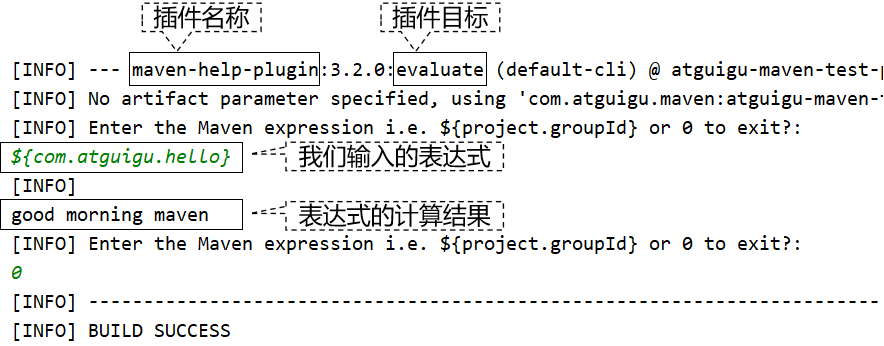 插件名称 插件目标
[INFO] --- maven-help-plugin:3.2.0:evaluate (default-cli) @ atguigu-maven-test-p
[INFO] No artifact parameter specified, using 'com.atguigu.maven:atguigu-maven-t
[INFO] Enter the Maven expression i.e. ${project.groupId} or 0 to exit?:
${com.atguigu.hello} 我们输入的表达式
[INFO]
good morning maven 表达式的计算结果
[INFO] Enter the Maven expression i.e. ${project.groupId} or 0 to exit?:
0
[INFO] ------------------------------------------------------------------------
[INFO] BUILD SUCCESS